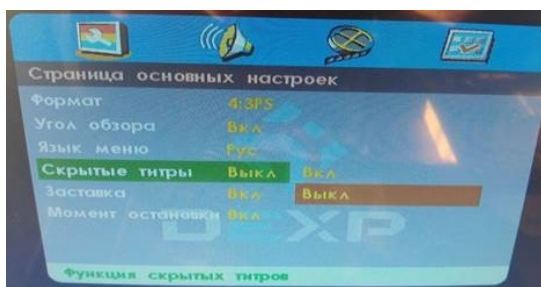 Страница основных настроек
Формат 4:3PS
Угол обзора Вкл
Язык меню Рус
Скрытые титры Выкл Вкл
Заставка Вкл Выкл
Момент остановки Вкл
DEXP
Функция скрытых титров